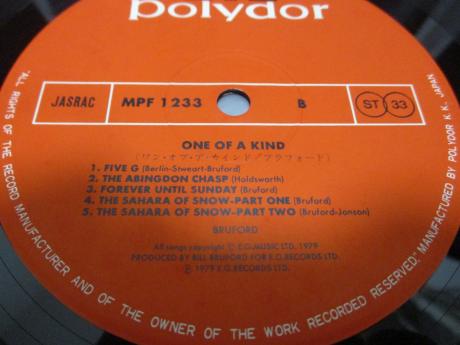 polydor
JASRAC
MPF 1233
B
ST 33
ONE OF A KIND
(ワン・オブ・ア・カインド/ブラフォード)
1. FIVE G (Berlin-Stweart-Bruford)
2. THE ABINGDON CHASP (Holdsworth)
3. FOREVER UNTIL SUNDAY (Bruford)
4. THE SAHARA OF SNOW-PART ONE (Bruford)
5. THE SAHARA OF SNOW-PART TWO (Bruford-Jonson)
BRUFORD
All songs copyright Ⓒ E.G.MUSIC LTD. 1979
PRODUCED BY BILL BRUFORD FOR E.G.RECORDS LTD.
Ⓟ 1979 E.G.RECORDS LTD.
"ALL RIGHTS OF THE RECORD MANUFACTURER AND OF THE OWNER OF THE WORK RECORDED RESERVED" MANUFACTURED BY POLYDOR K.K. JAPAN